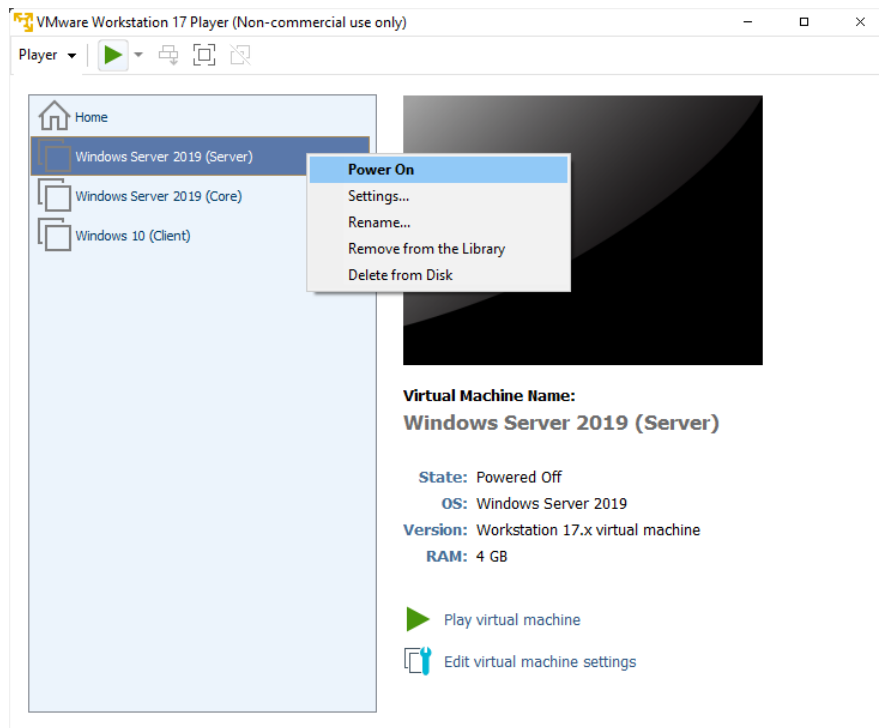 VMware Workstation 17 Player (Non-commercial use only)
Player
Home
Windows Server 2019 (Server)
Windows Server 2019 (Core)
Windows 10 (Client)
Power On
Settings...
Rename...
Remove from the Library
Delete from Disk
Virtual Machine Name:
Windows Server 2019 (Server)
State: Powered Off
OS: Windows Server 2019
Version: Workstation 17.x virtual machine
RAM: 4 GB
Play virtual machine
Edit virtual machine settings